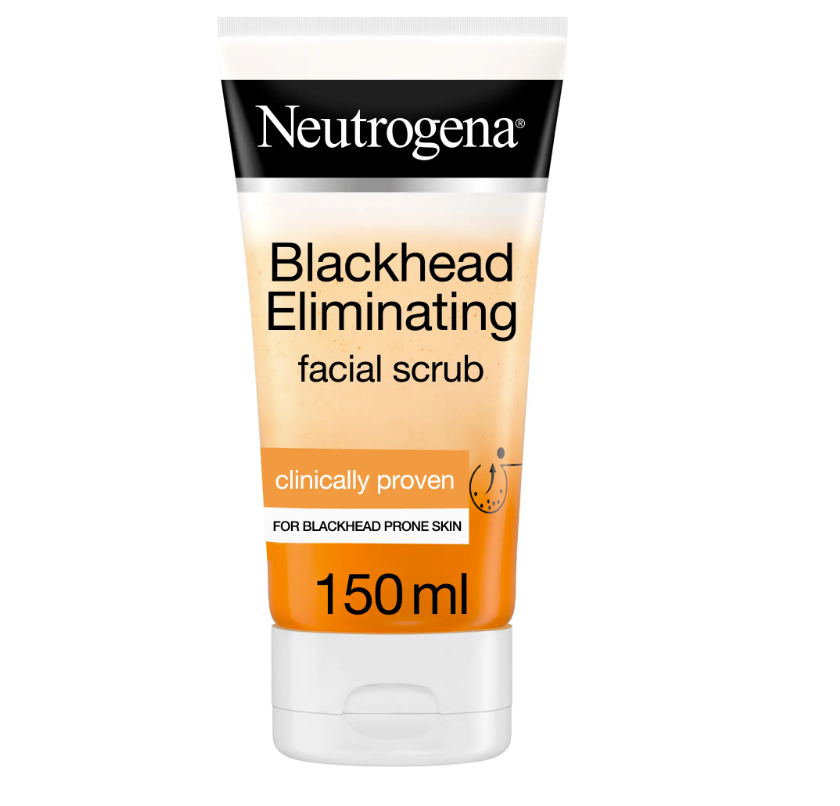 Neutrogena®
Blackhead
Eliminating
facial scrub
clinically proven
FOR BLACKHEAD PRONE SKIN
150 ml